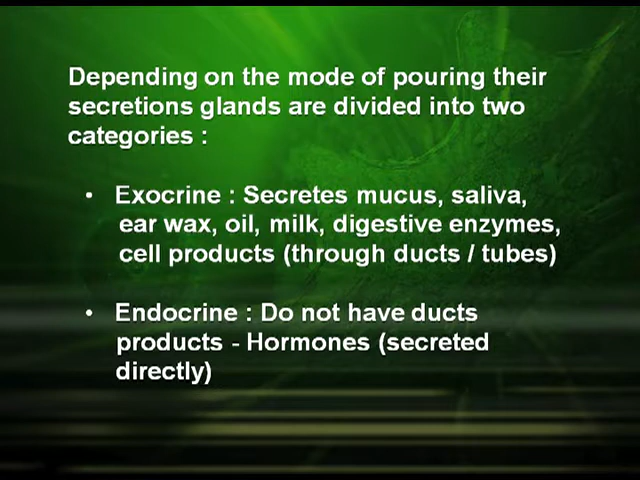 Depending on the mode of pouring their
secretions glands are divided into two
categories :
• Exocrine : Secretes mucus, saliva,
ear wax, oil, milk, digestive enzymes,
cell products (through ducts / tubes)
• Endocrine : Do not have ducts
products - Hormones (secreted
directly)